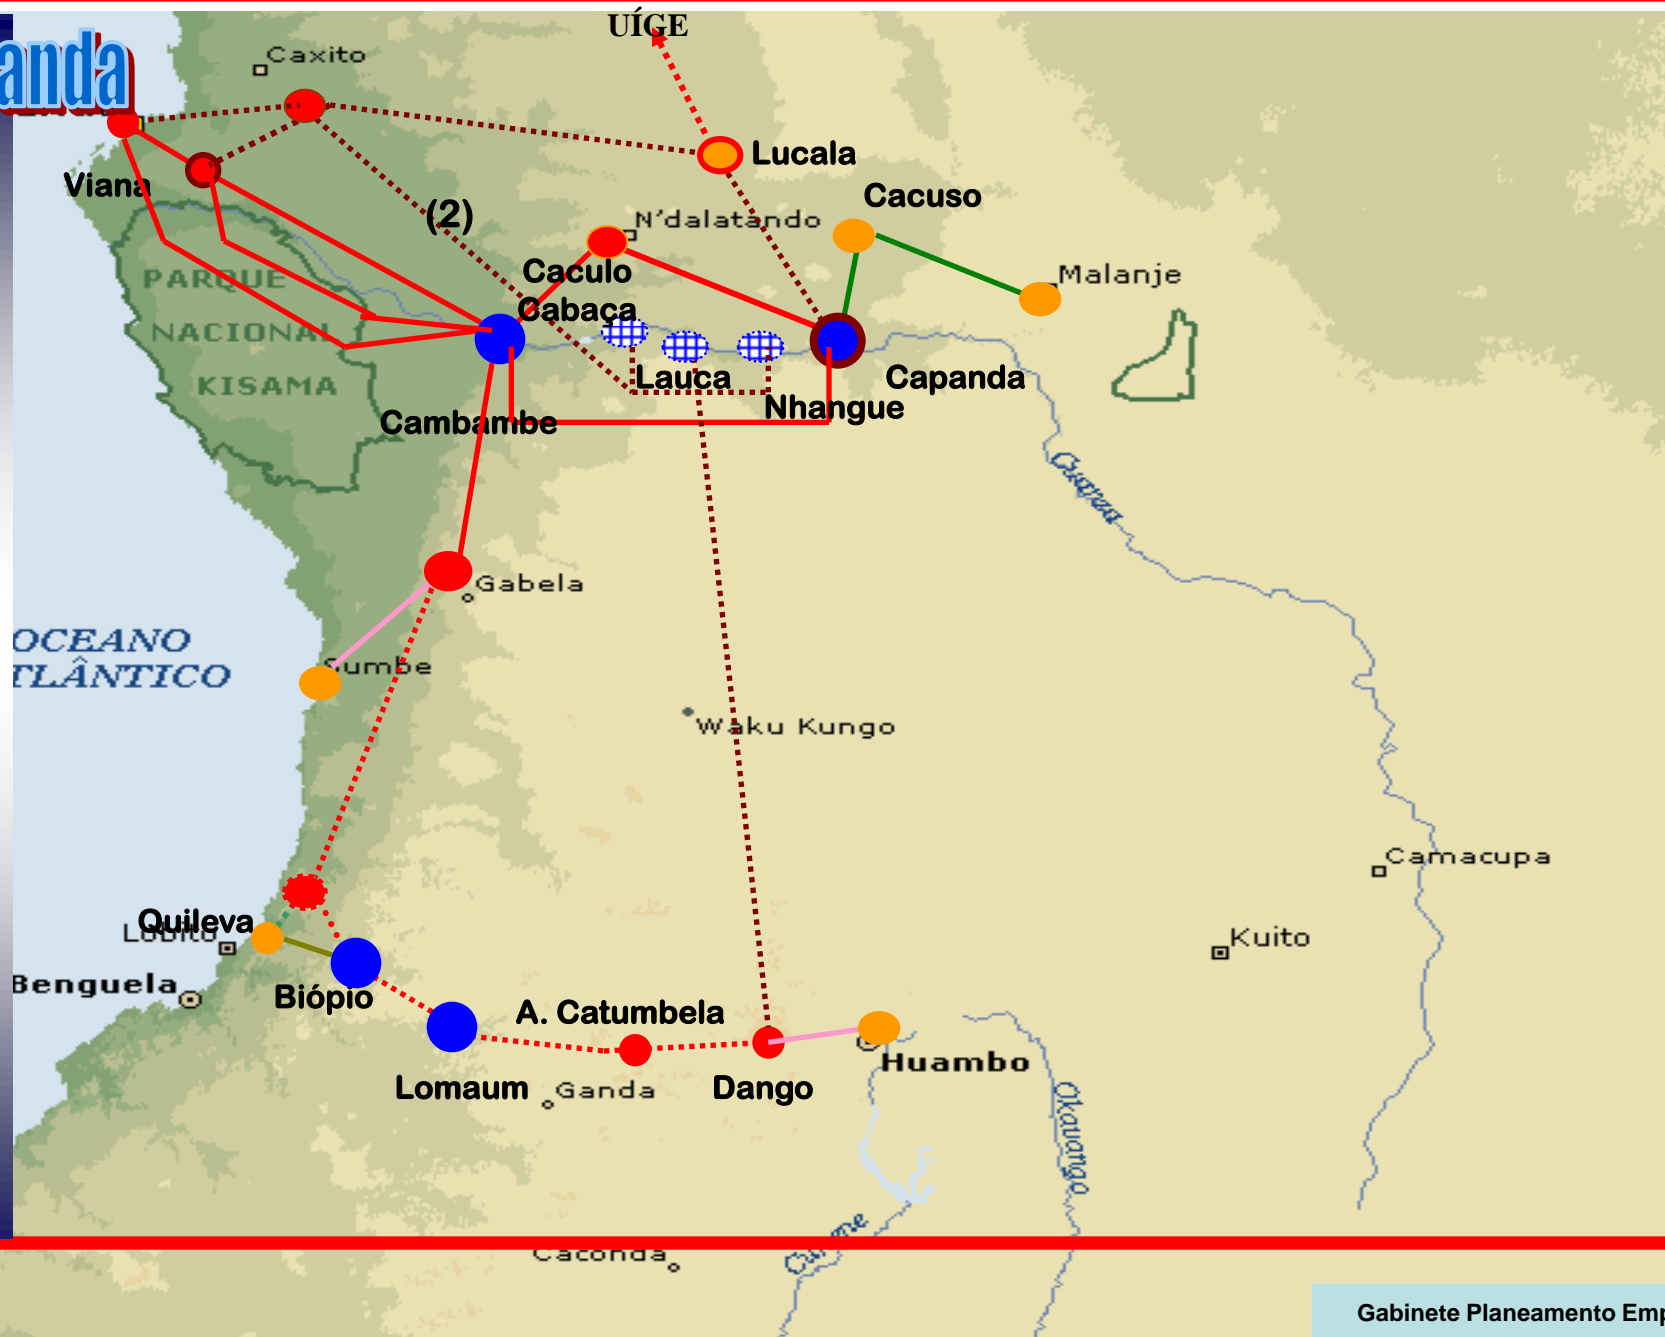 UÍGE
anda
Caxito
Lucala
Viana
Cacuso
(2)
N'dalatando
PARQUE
NACIONAL
KISAMA
Caculo
Cabaça
Malanje
Lauca
Capanda
Nhangue
Cambambe
Cuanza
Gabela
OCEANO
TLÂNTICO
Sumbe
Waku Kungo
Camacupa
Quileva
Lobito
Kuito
Benguela
Biópio
A. Catumbela
Huambo
Lomaum
Ganda
Dango
Okavango
Cunene
Caconda
Gabinete Planeamento Emp